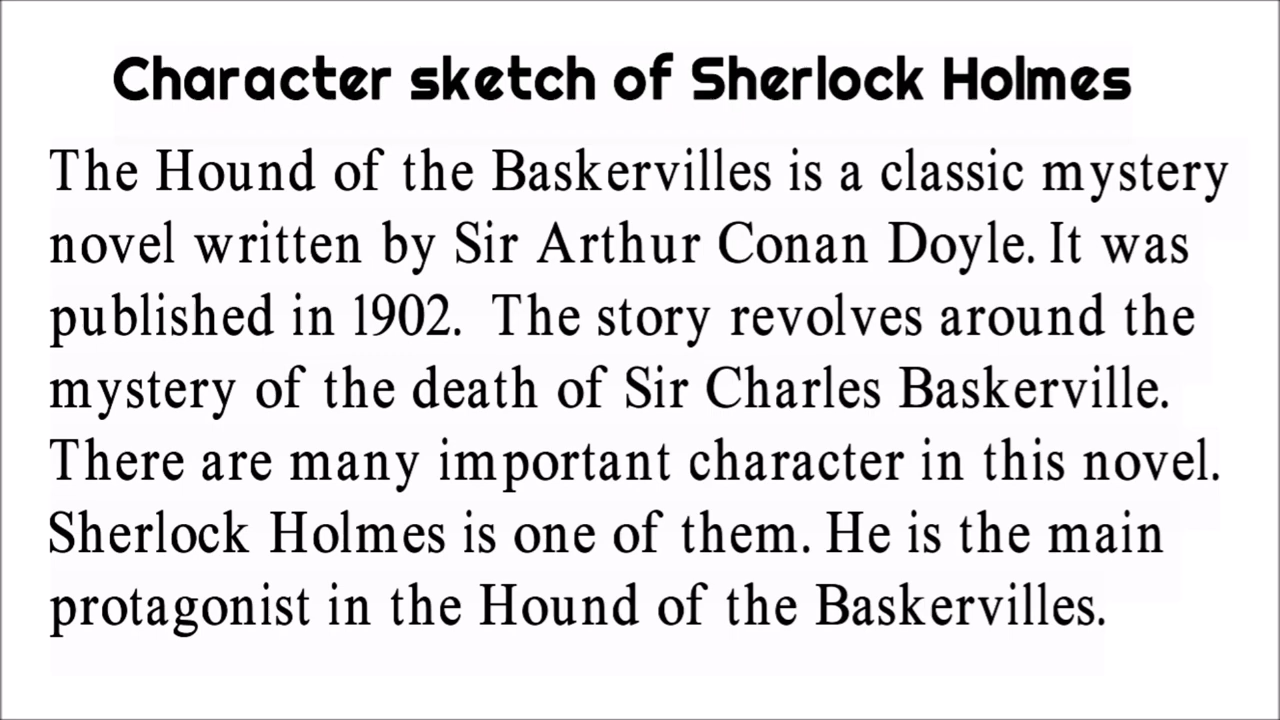 Character sketch of Sherlock Holmes
The Hound of the Baskervilles is a classic mystery
novel written by Sir Arthur Conan Doyle. It was
published in 1902. The story revolves around the
mystery of the death of Sir Charles Baskerville.
There are many important character in this novel.
Sherlock Holmes is one of them. He is the main
protagonist in the Hound of the Baskervilles.